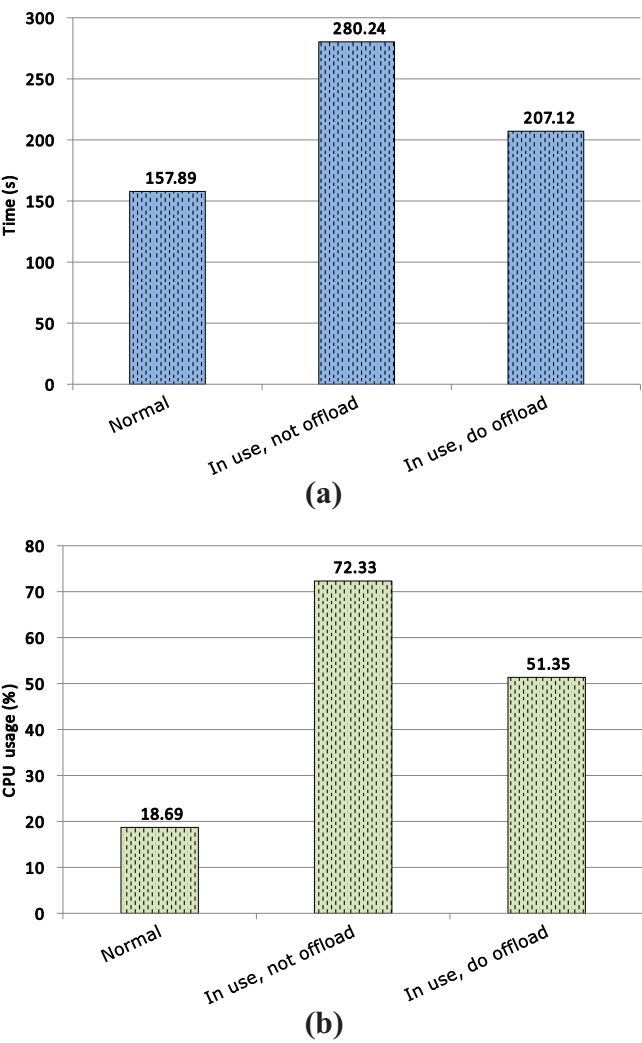 300
280.24
250
207.12
200
157.89
150
100
50
0
Time (s)
Normal
In use, not offload
In use, do offload
(a)
80
72.33
70
60
51.35
50
40
30
18.69
20
10
0
CPU usage (%)
Normal
In use, not offload
In use, do offload
(b)